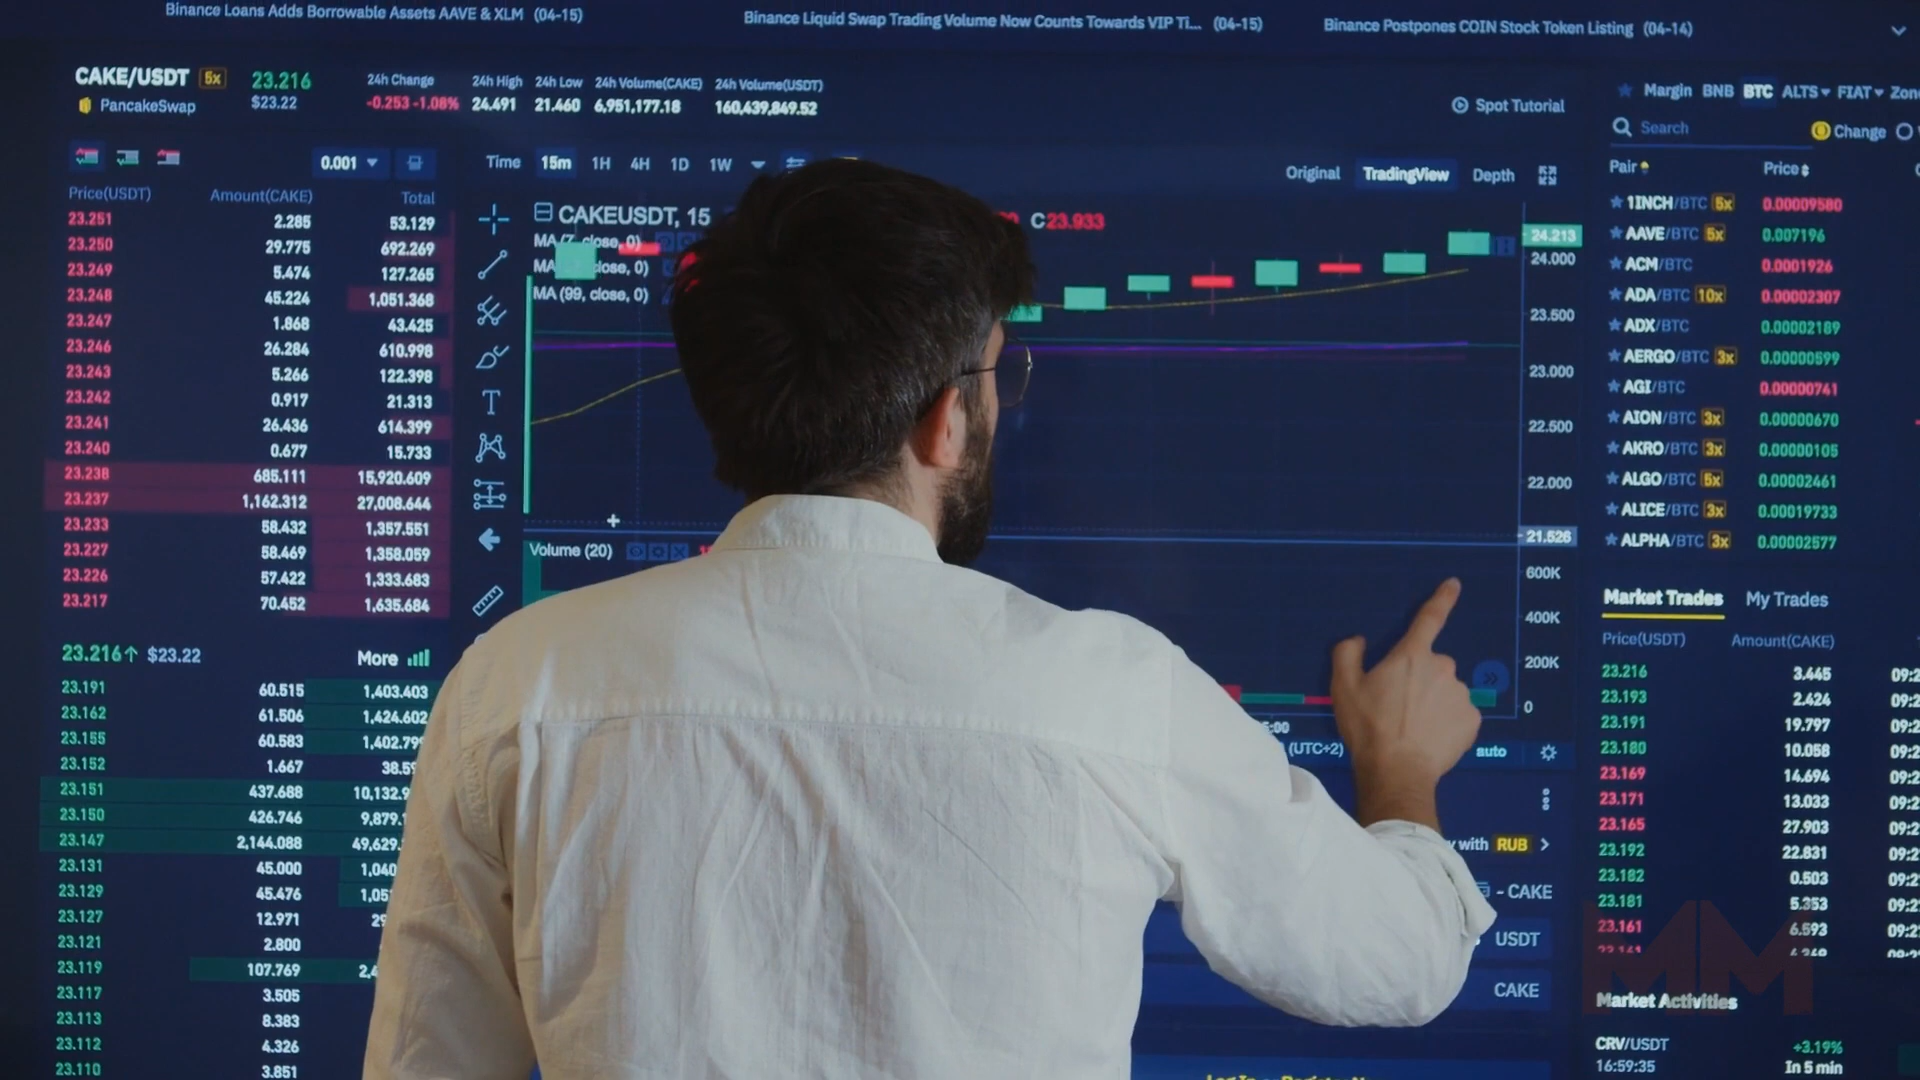 Binance Loans Adds Borrowable Assets AAVE & XLM (04-15)
Binance Liquid Swap Trading Volume Now Counts Towards VIP Ti... (04-15)
Binance Postpones COIN Stock Token Listing (04-14)
CAKE/USDT 5x 23.216
PancakeSwap $23.22
24h Change 24h High 24h Low 24h Volume(CAKE) 24h Volume(USDT)
-0.253 -1.08% 24.491 21.460 6,951,177.18 160,439,849.52
Spot Tutorial
0.001
Price(USDT) Amount(CAKE) Total
23.251 2.285 53.129
23.250 29.775 692.269
23.249 5.474 127.265
23.248 45.224 1,051.368
23.247 1.868 43.425
23.246 26.284 610.998
23.243 5.266 122.398
23.242 0.917 21.313
23.241 26.436 614.399
23.240 0.677 15.733
23.238 685.111 15,920.609
23.237 1,162.312 27,008.644
23.233 58.432 1,357.551
23.227 58.469 1,358.059
23.226 57.422 1,333.683
23.217 70.452 1,635.684
23.216↑ $23.22 More
23.191 60.515 1,403.403
23.162 61.506 1,424.602
23.155 60.583 1,402.799
23.152 1.667 38.59
23.151 437.688 10,132.9
23.150 426.746 9,879.1
23.147 2,144.088 49,629.
23.131 45.000 1,040
23.129 45.476 1,05
23.127 12.971 29
23.121 2.800
23.119 107.769 2,4
23.117 3.505
23.113 8.383
23.112 4.326
23.110 3.851
Time 15m 1H 4H 1D 1W
Original TradingView Depth
CAKEUSDT, 15 C23.933
MA (7, close, 0)
MA close, 0)
MA (99, close, 0)
24.213
24.000
23.500
23.000
22.500
22.000
21.526
Volume (20)
600K
400K
200K
0
(UTC+2) auto
with RUB
- CAKE
USDT
CAKE
Margin BNB BTC ALTS FIAT
Search Change
Pair Price
1INCH/BTC 5x 0.00009580
AAVE/BTC 5x 0.007196
ACM/BTC 0.0001926
ADA/BTC 10x 0.00002307
ADX/BTC 0.00002189
AERGO/BTC 3x 0.00000599
AGI/BTC 0.00000741
AION/BTC 3x 0.00000670
AKRO/BTC 3x 0.00000105
ALGO/BTC 5x 0.00002461
ALICE/BTC 3x 0.00019733
ALPHA/BTC 3x 0.00002577
Market Trades My Trades
Price(USDT) Amount(CAKE)
23.216 3.445 09:2
23.193 2.424 09:2
23.191 19.797 09:2
23.180 10.058 09:2
23.169 14.694 09:2
23.171 13.033 09:2
23.165 27.903 09:2
23.192 22.831 09:2
23.182 0.503 09:2
23.181 5.353 09:2
23.161 6.593 09:2
MM
Market Activities
CRV/USDT +3.19%
16:59:35 In 5 min